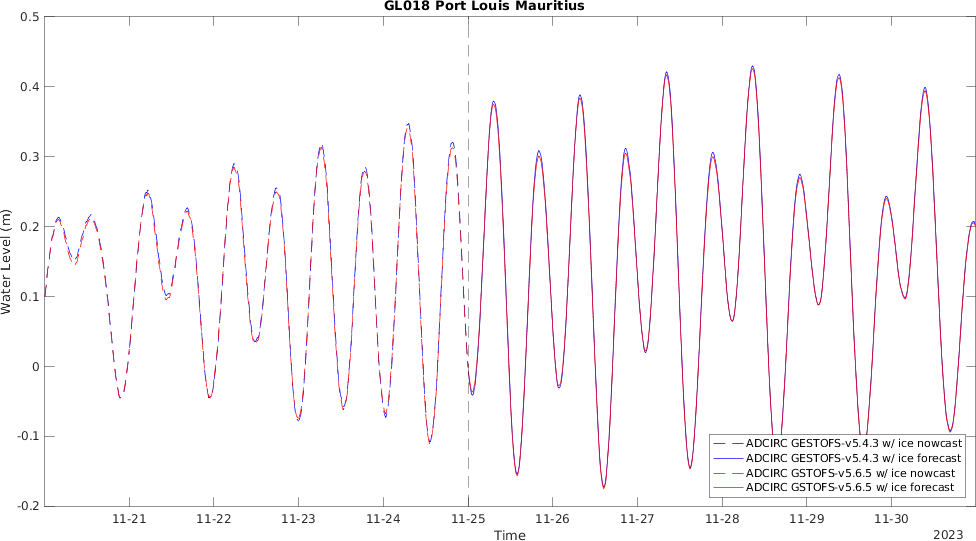 GL018 Port Louis Mauritius
0.5
0.4
0.3
0.2
0.1
0
-0.1
-0.2
Water Level (m)
11-21 11-22 11-23 11-24 11-25 11-26 11-27 11-28 11-29 11-30
Time
2023
ADCIRC GESTOFS-v5.4.3 w/ ice nowcast
ADCIRC GESTOFS-v5.4.3 w/ ice forecast
ADCIRC GSTOFS-v5.6.5 w/ ice nowcast
ADCIRC GSTOFS-v5.6.5 w/ ice forecast